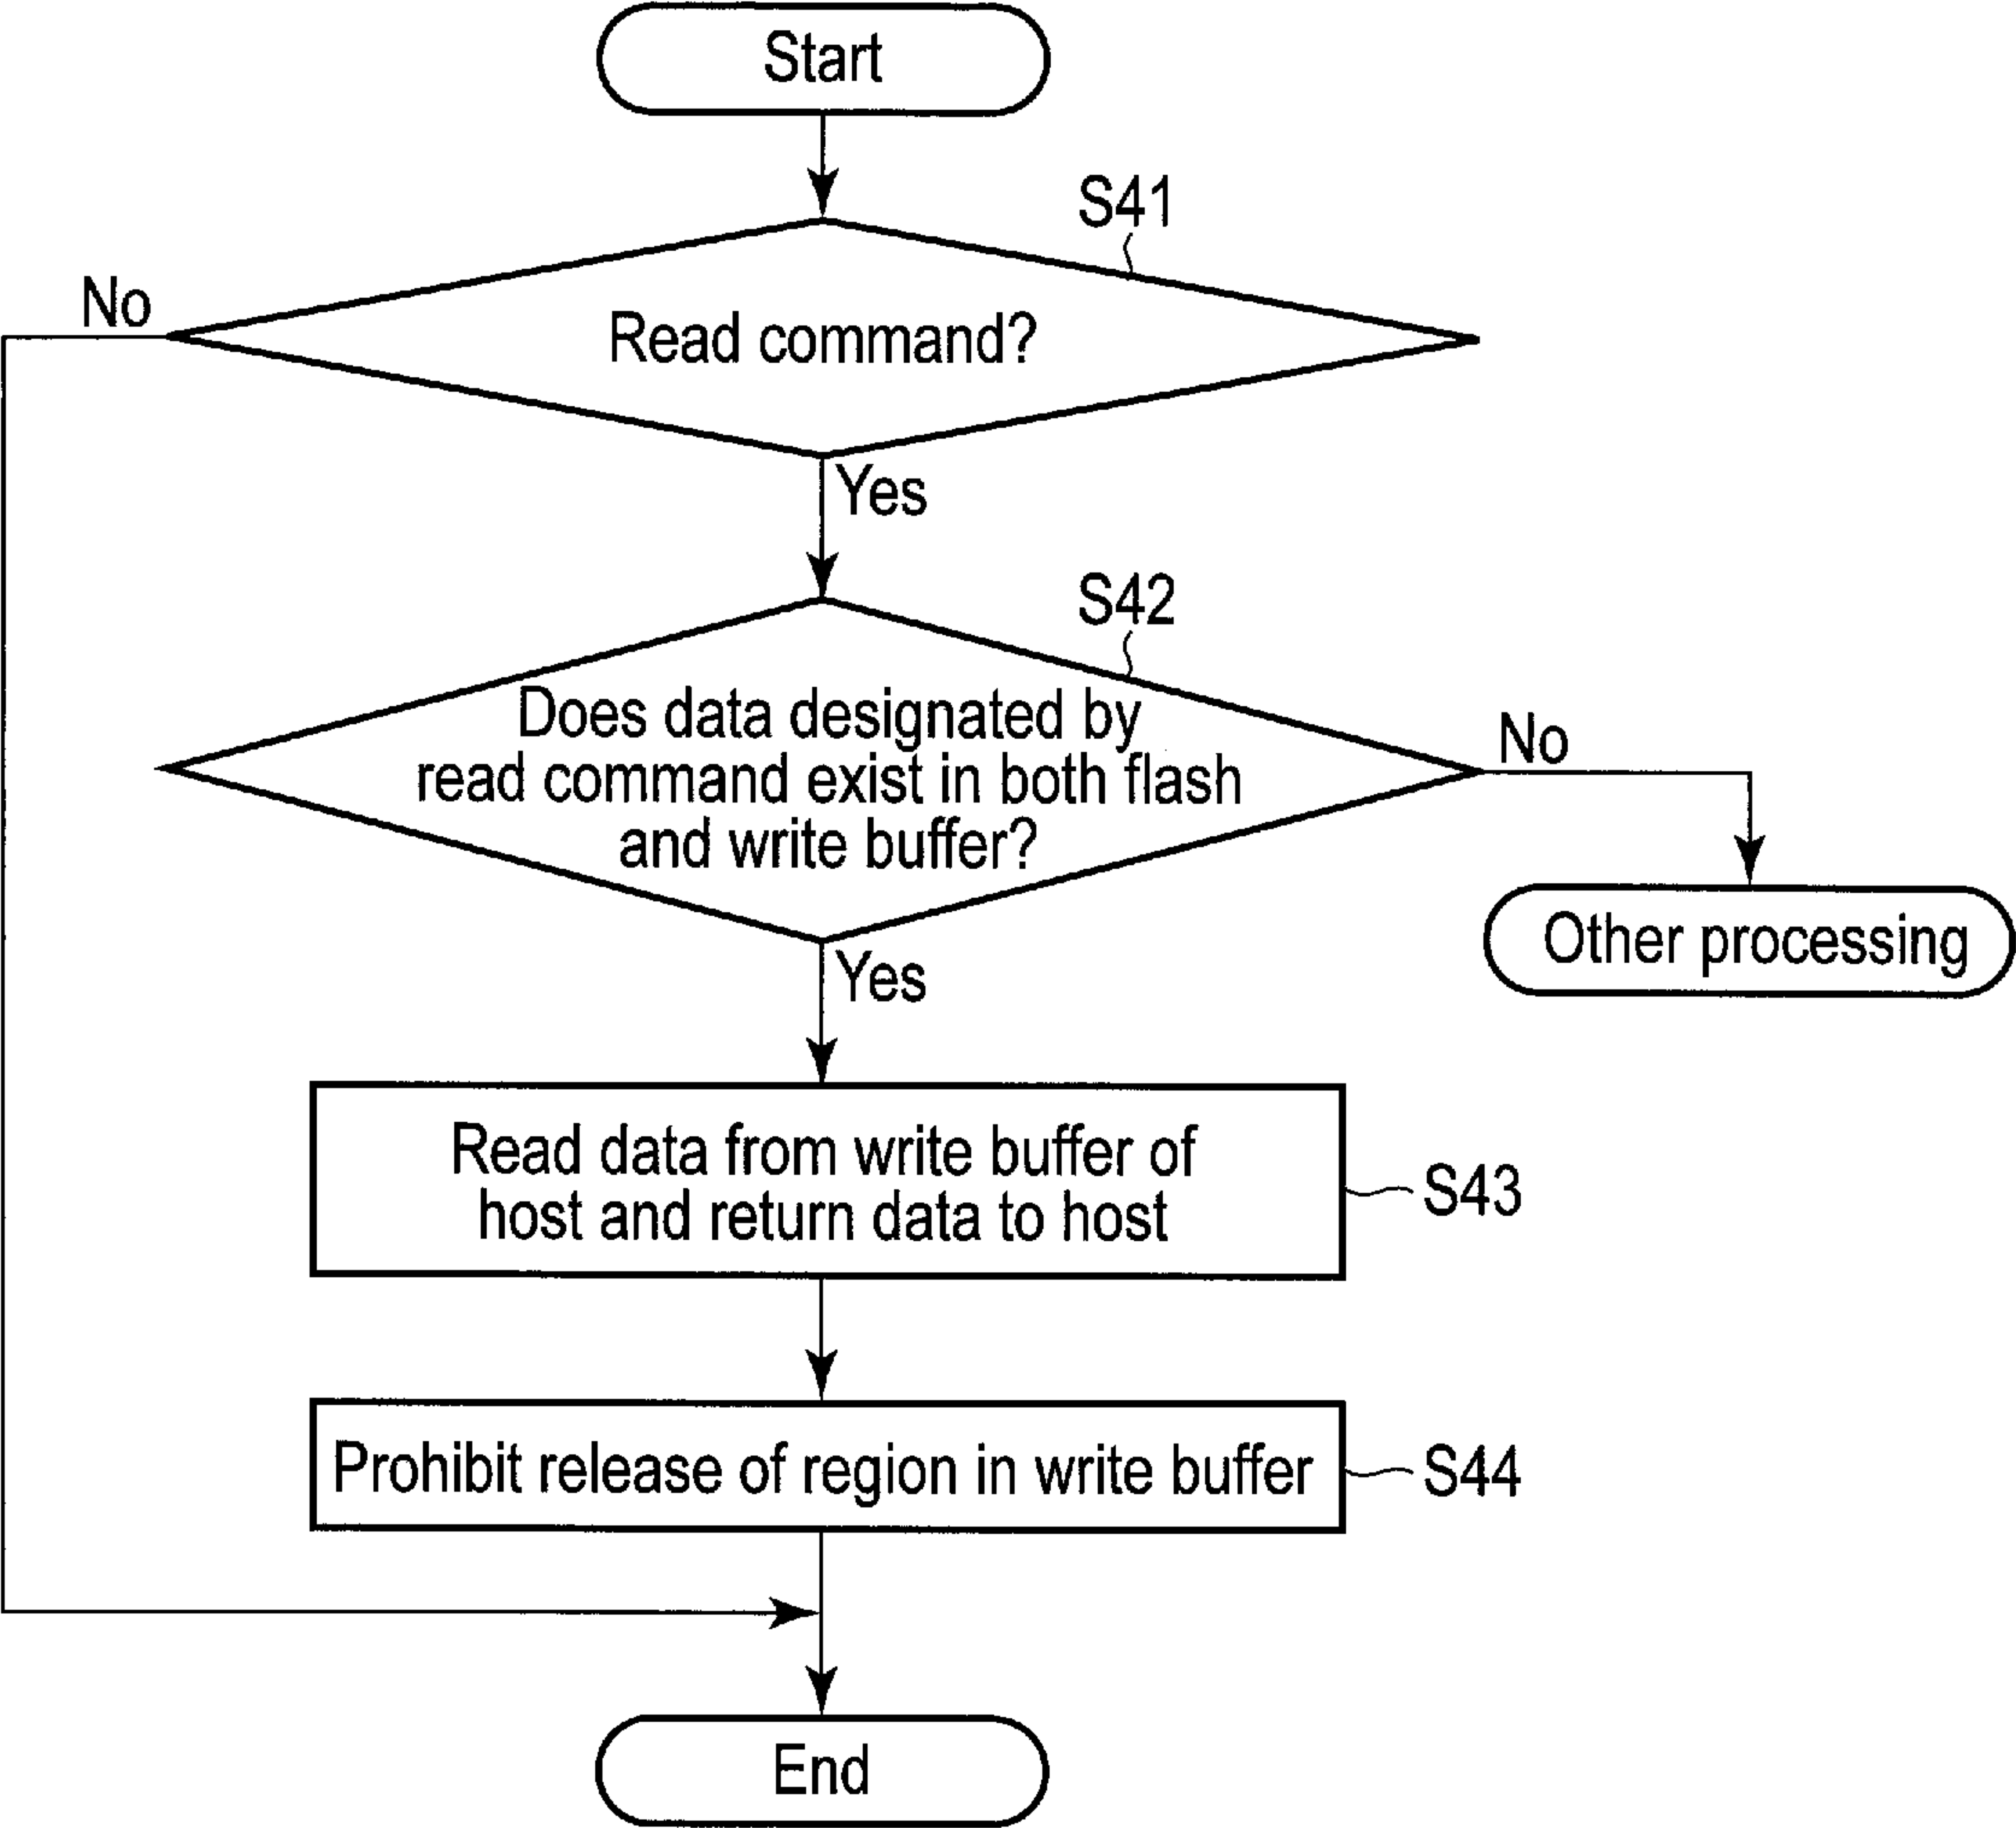 Start
S41
No
Read command?
Yes
S42
Does data designated by
read command exist in both flash
and write buffer?
No
Other processing
Yes
Read data from write buffer of
host and return data to host
S43
Prohibit release of region in write buffer
S44
End